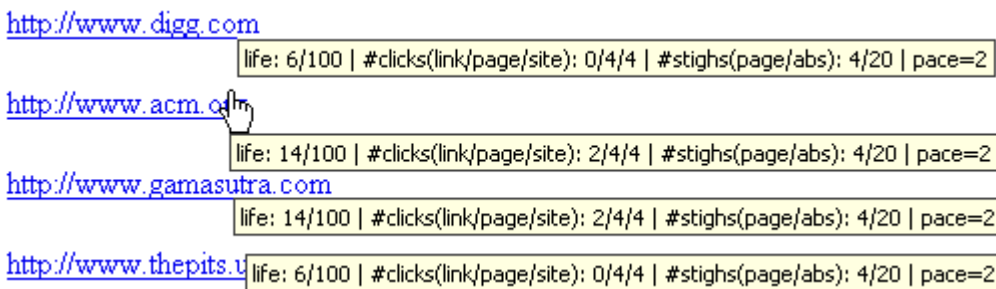 http://www.digg.com
life: 6/100 | #clicks(link/page/site): 0/4/4 | #stighs(page/abs): 4/20 | pace=2
http://www.acm.o
life: 14/100 | #clicks(link/page/site): 2/4/4 | #stighs(page/abs): 4/20 | pace=2
http://www.gamasutra.com
life: 14/100 | #clicks(link/page/site): 2/4/4 | #stighs(page/abs): 4/20 | pace=2
http://www.thepits.u
life: 6/100 | #clicks(link/page/site): 0/4/4 | #stighs(page/abs): 4/20 | pace=2